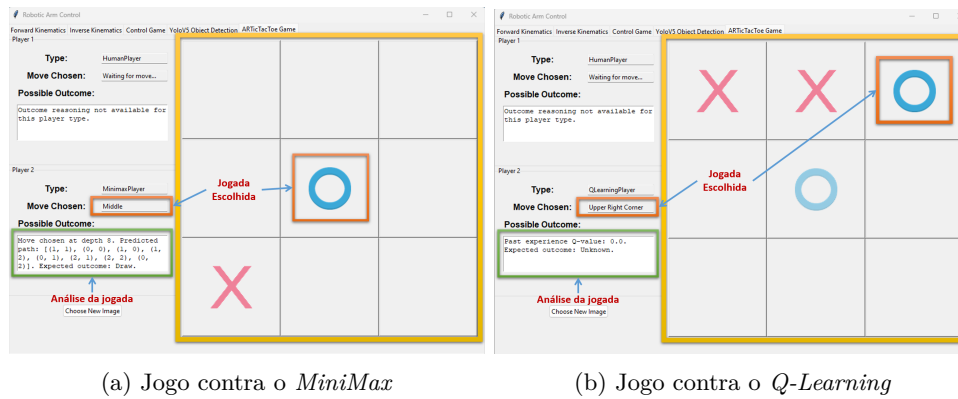 Robotic Arm Control
Forward Kinematics Inverse Kinematics Control Game YoloV5 Object Detection ARTicTacToe Game
Player 1
Type: HumanPlayer
Move Chosen: Waiting for move...
Possible Outcome:
Outcome reasoning not available for
this player type.
Player 2
Type: MinimaxPlayer
Move Chosen: Middle
Possible Outcome:
Move chosen at depth 8. Predicted
path: [(1, 1), (0, 0), (1, 0), (1,
2), (0, 1), (2, 1), (2, 2), (0,
2)]. Expected outcome: Draw.
Análise da jogada
Choose New Image
Jogada
Escolhida
X
O
(a) Jogo contra o MiniMax
Robotic Arm Control
Forward Kinematics Inverse Kinematics Control Game YoloV5 Object Detection ARTicTacToe Game
Player 1
Type: HumanPlayer
Move Chosen: Waiting for move...
Possible Outcome:
Outcome reasoning not available for
this player type.
Player 2
Type: QLearningPlayer
Move Chosen: Upper Right Corner
Possible Outcome:
Past experience Q-value: 0.0.
Expected outcome: Unknown.
Análise da jogada
Choose New Image
Jogada
Escolhida
X X O
O
(b) Jogo contra o Q-Learning